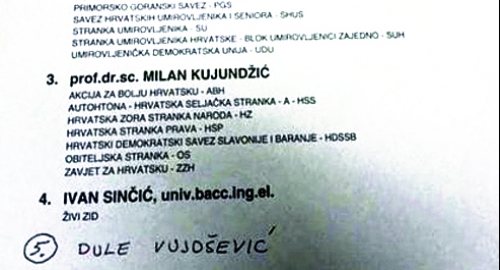 PRIMORSKO GORANSKI SAVEZ - PGS
SAVEZ HRVATSKIH UMIROVLJENIKA I SENIORA - SHUS
STRANKA UMIROVLJENIKA - SU
STRANKA UMIROVLJENIKA HRVATSKE - BLOK UMIROVLJENICI ZAJEDNO - SUH
UMIROVLJENIČKA DEMOKRATSKA UNIJA - UDU
3. prof.dr.sc. MILAN KUJUNDŽIĆ
AKCIJA ZA BOLJU HRVATSKU - ABH
AUTOHTONA - HRVATSKA SELJAČKA STRANKA - A - HSS
HRVATSKA ZORA STRANKA NARODA - HZ
HRVATSKA STRANKA PRAVA - HSP
HRVATSKI DEMOKRATSKI SAVEZ SLAVONIJE I BARANJE - HDSSB
OBITELJSKA STRANKA - OS
ZAVJET ZA HRVATSKU - ZZH
4. IVAN SINČIĆ, univ.bacc.ing.el.
ŽIVI ZID
5. DULE VUJOŠEVIĆ